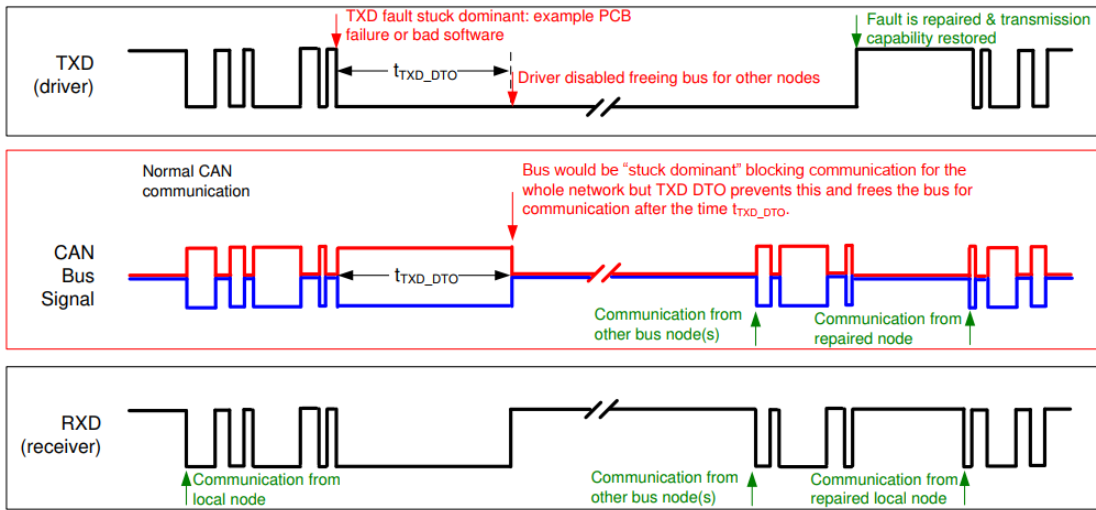 TXD fault stuck dominant: example PCB
failure or bad software
Fault is repaired & transmission
capability restored
TXD
(driver)
tTXD_DTO
Driver disabled freeing bus for other nodes
Normal CAN
communication
Bus would be “stuck dominant” blocking communication for the
whole network but TXD DTO prevents this and frees the bus for
communication after the time tTXD_DTO.
CAN
Bus
Signal
tTXD_DTO
Communication from
other bus node(s)
Communication from
repaired node
RXD
(receiver)
Communication from
local node
Communication from
other bus node(s)
Communication from
repaired local node